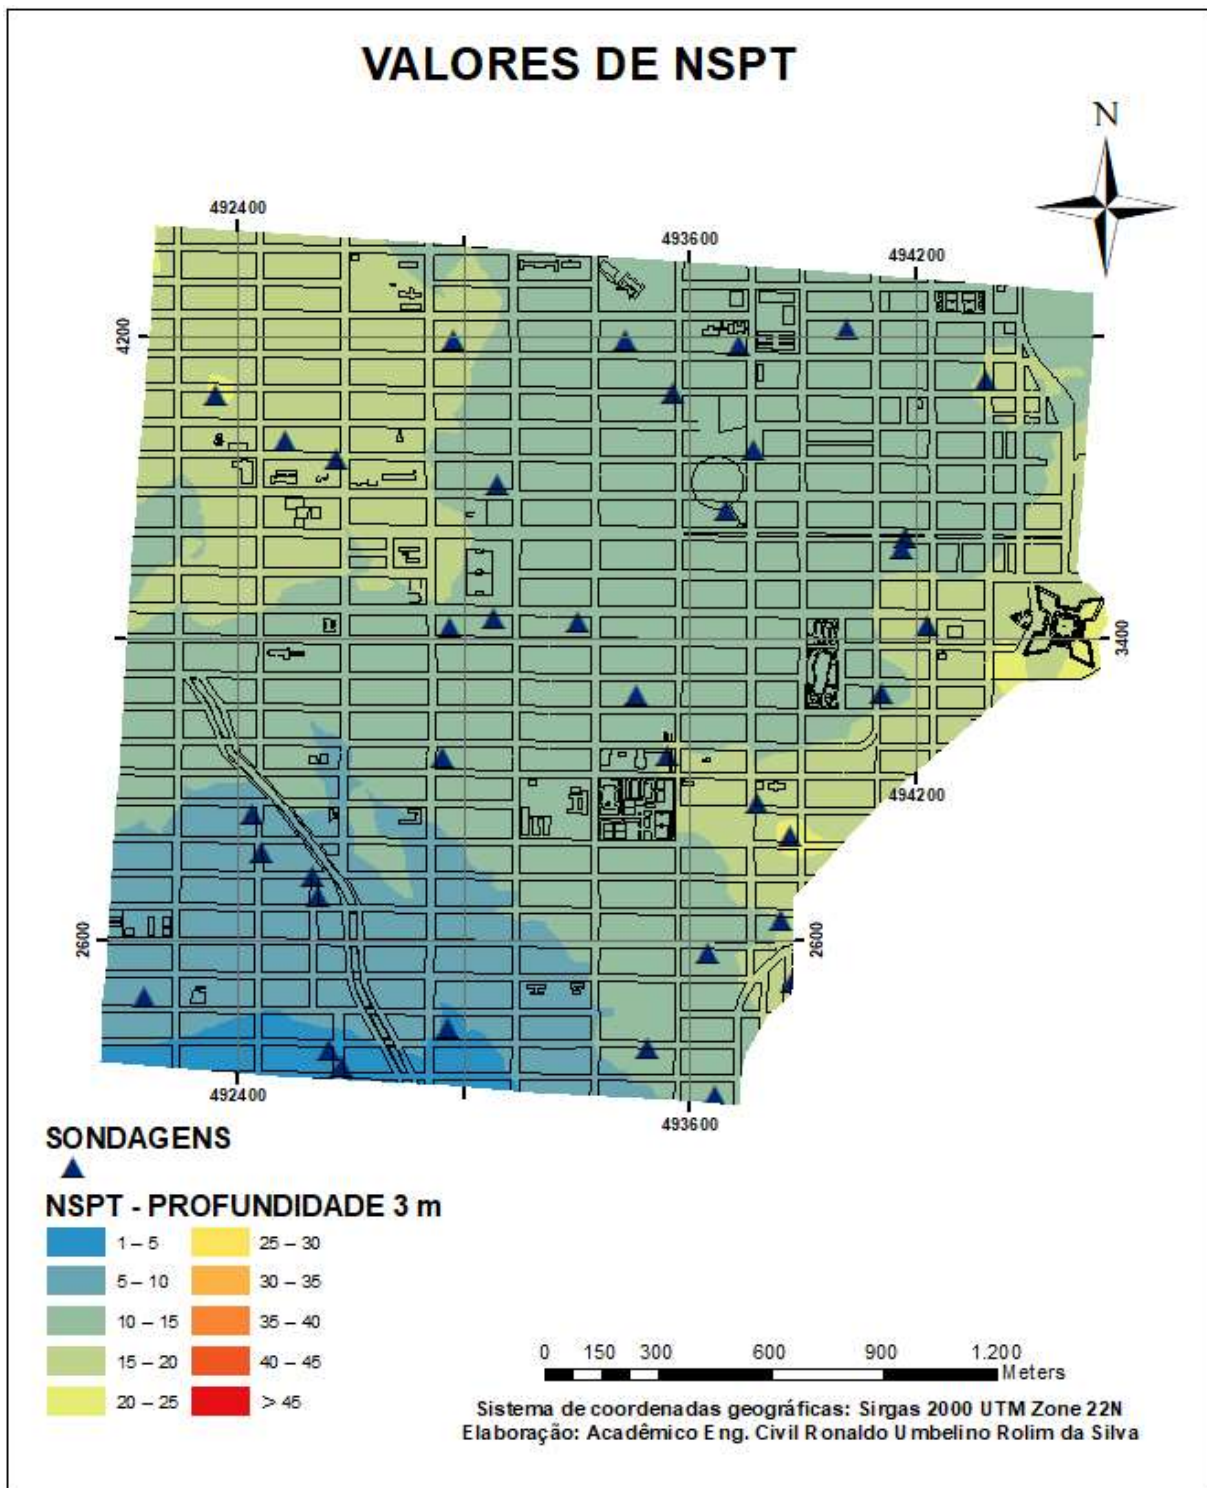 VALORES DE NSPT
N
492400
493600
494200
4200
4200
3400
494200
2600
2600
492400
493600
SONDAGENS
NSPT - PROFUNDIDADE 3 m
1 – 5
25 – 30
5 – 10
30 – 35
10 – 15
35 – 40
15 – 20
40 – 45
20 – 25
> 45
0 150 300 600 900 1.200
Meters
Sistema de coordenadas geográficas: Sirgas 2000 UTM Zone 22N
Elaboração: Acadêmico Eng. Civil Ronaldo Umbelino Rolim da Silva